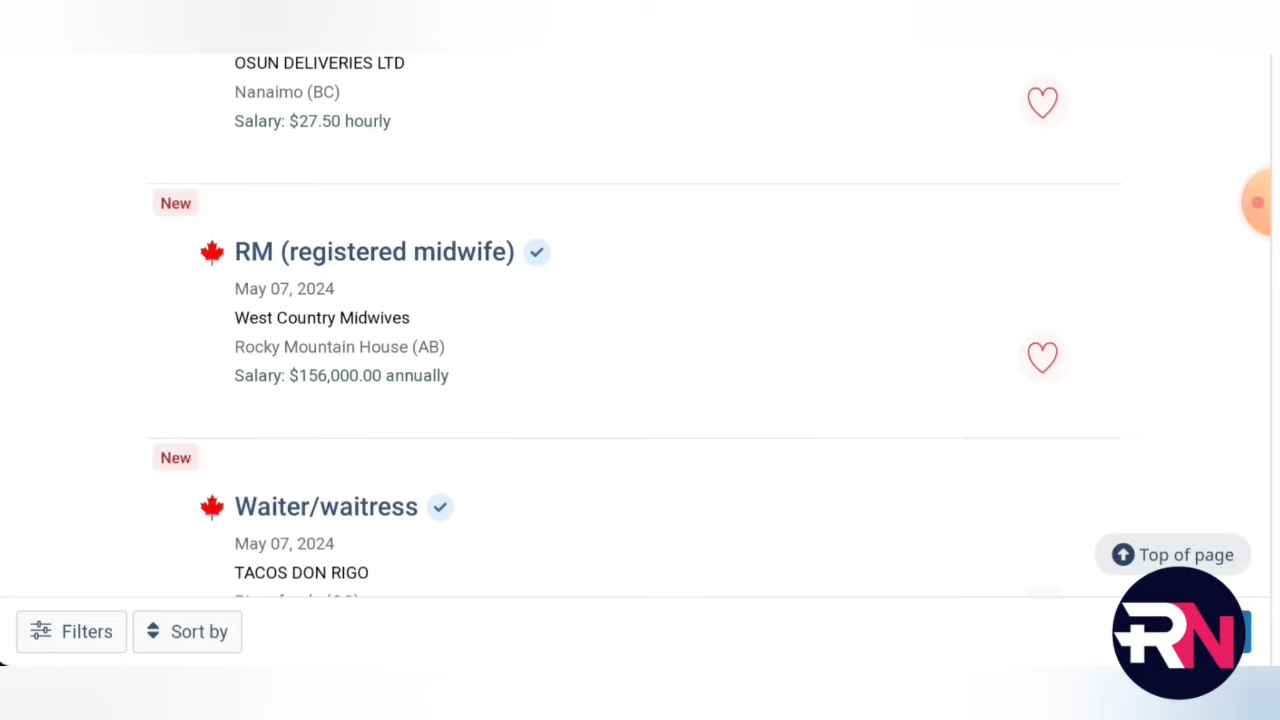 OSUN DELIVERIES LTD
Nanaimo (BC)
Salary: $27.50 hourly
New
RM (registered midwife)
May 07, 2024
West Country Midwives
Rocky Mountain House (AB)
Salary: $156,000.00 annually
New
Waiter/waitress
May 07, 2024
TACOS DON RIGO
Top of page
Filters
Sort by
RN